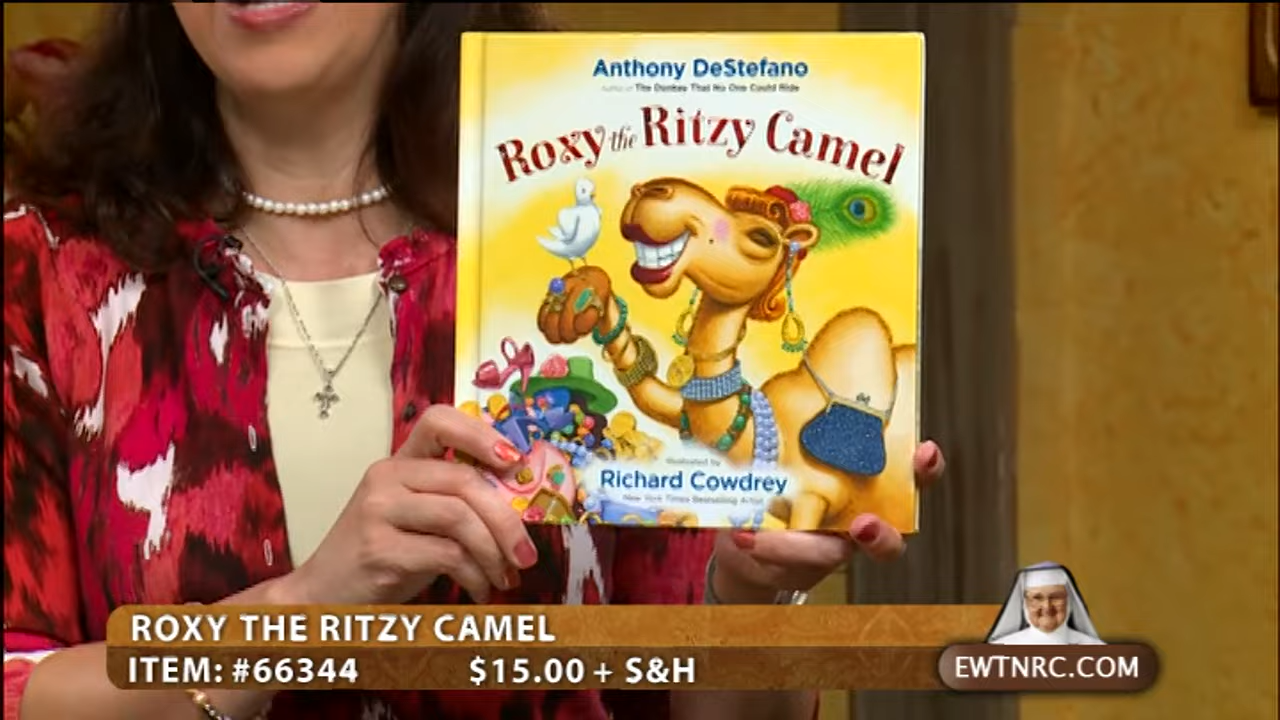 Anthony DeStefano
Author of The Donkey That No One Could Ride
Roxy the Ritzy Camel
Illustrated by
Richard Cowdrey
New York Times Bestselling Artist
ROXY THE RITZY CAMEL
ITEM: #66344 $15.00 + S&H
EWTNRC.COM